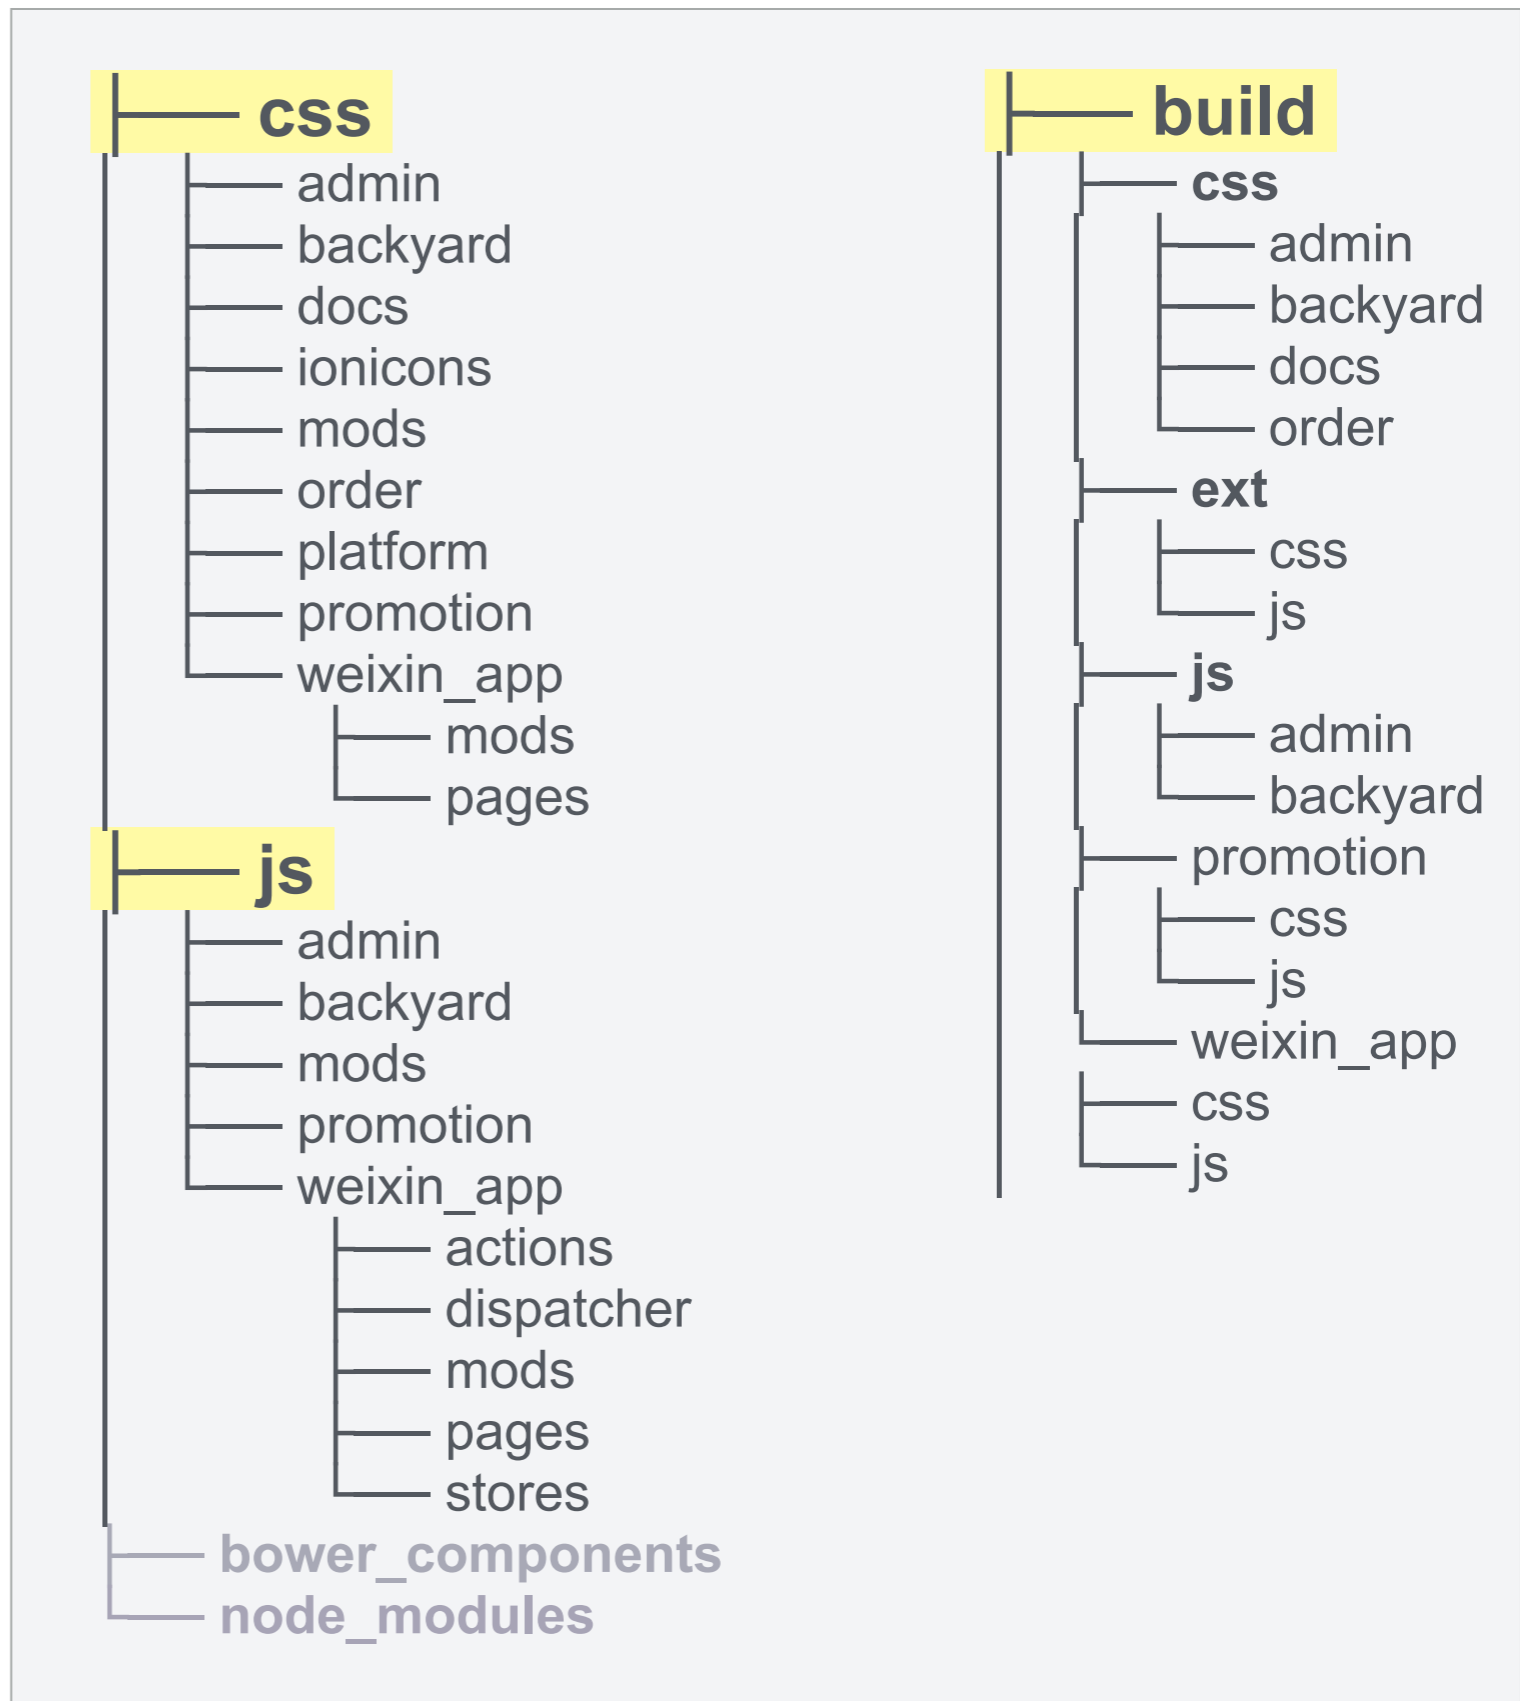 css
admin
backyard
docs
ionicons
mods
order
platform
promotion
weixin_app
mods
pages
js
admin
backyard
mods
promotion
weixin_app
actions
dispatcher
mods
pages
stores
bower_components
node_modules
build
css
admin
backyard
docs
order
ext
css
js
js
admin
backyard
promotion
css
js
weixin_app
css
js